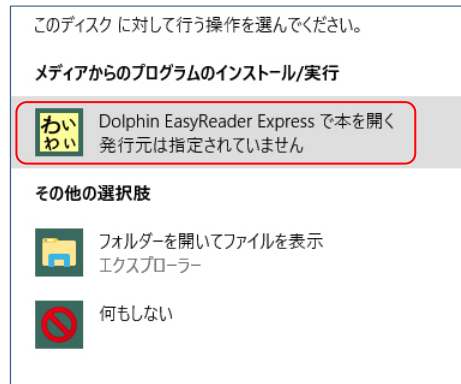 このディスク に対して行う操作を選んでください。
メディアからのプログラムのインストール/実行
わい
わい
Dolphin EasyReader Express で本を開く
発行元は指定されていません
その他の選択肢
フォルダーを開いてファイルを表示
エクスプローラー
何もしない